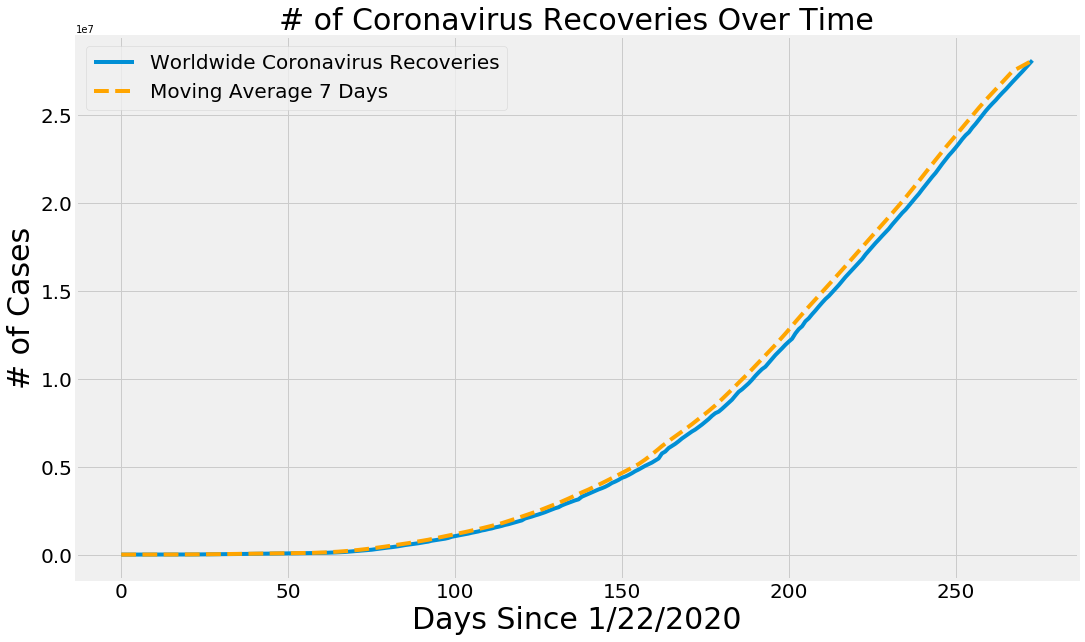 # of Coronavirus Recoveries Over Time
1e7
Worldwide Coronavirus Recoveries
Moving Average 7 Days
# of Cases
2.5
2.0
1.5
1.0
0.5
0.0
0 50 100 150 200 250
Days Since 1/22/2020